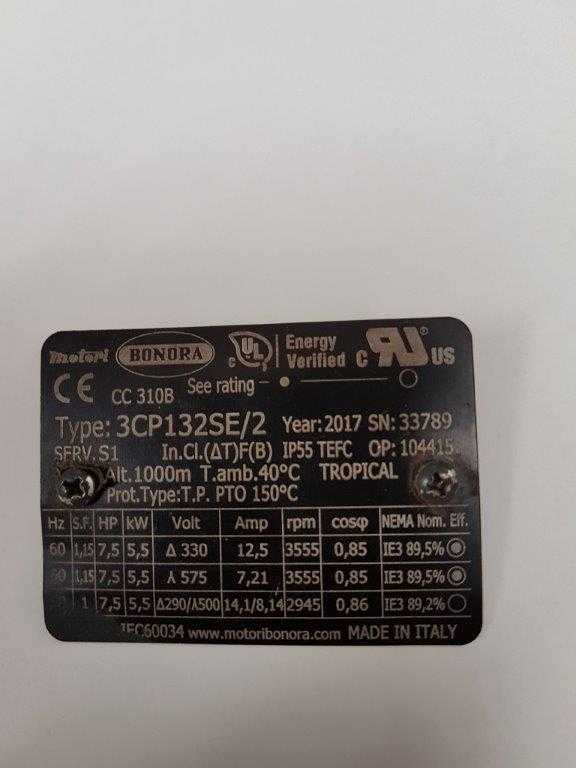 motori BONORA c UL Energy Verified c RU ® US
CE CC 310B See rating
Type: 3CP132SE/2 Year: 2017 SN: 33789
SERV. S1 In.Cl.(ΔT)F(B) IP55 TEFC OP: 104415
Alt.1000m T.amb.40°C TROPICAL
Prot.Type:T.P. PTO 150°C
Hz S.F. HP kW Volt Amp rpm cosφ NEMA Nom. Eff.
60 1,15 7,5 5,5 Δ 330 12,5 3555 0,85 IE3 89,5%
60 1,15 7,5 5,5 ⅄ 575 7,21 3555 0,85 IE3 89,5%
1 7,5 5,5 Δ290/⅄500 14,1/8,14 2945 0,86 IE3 89,2%
IEC60034 www.motoribonora.com MADE IN ITALY